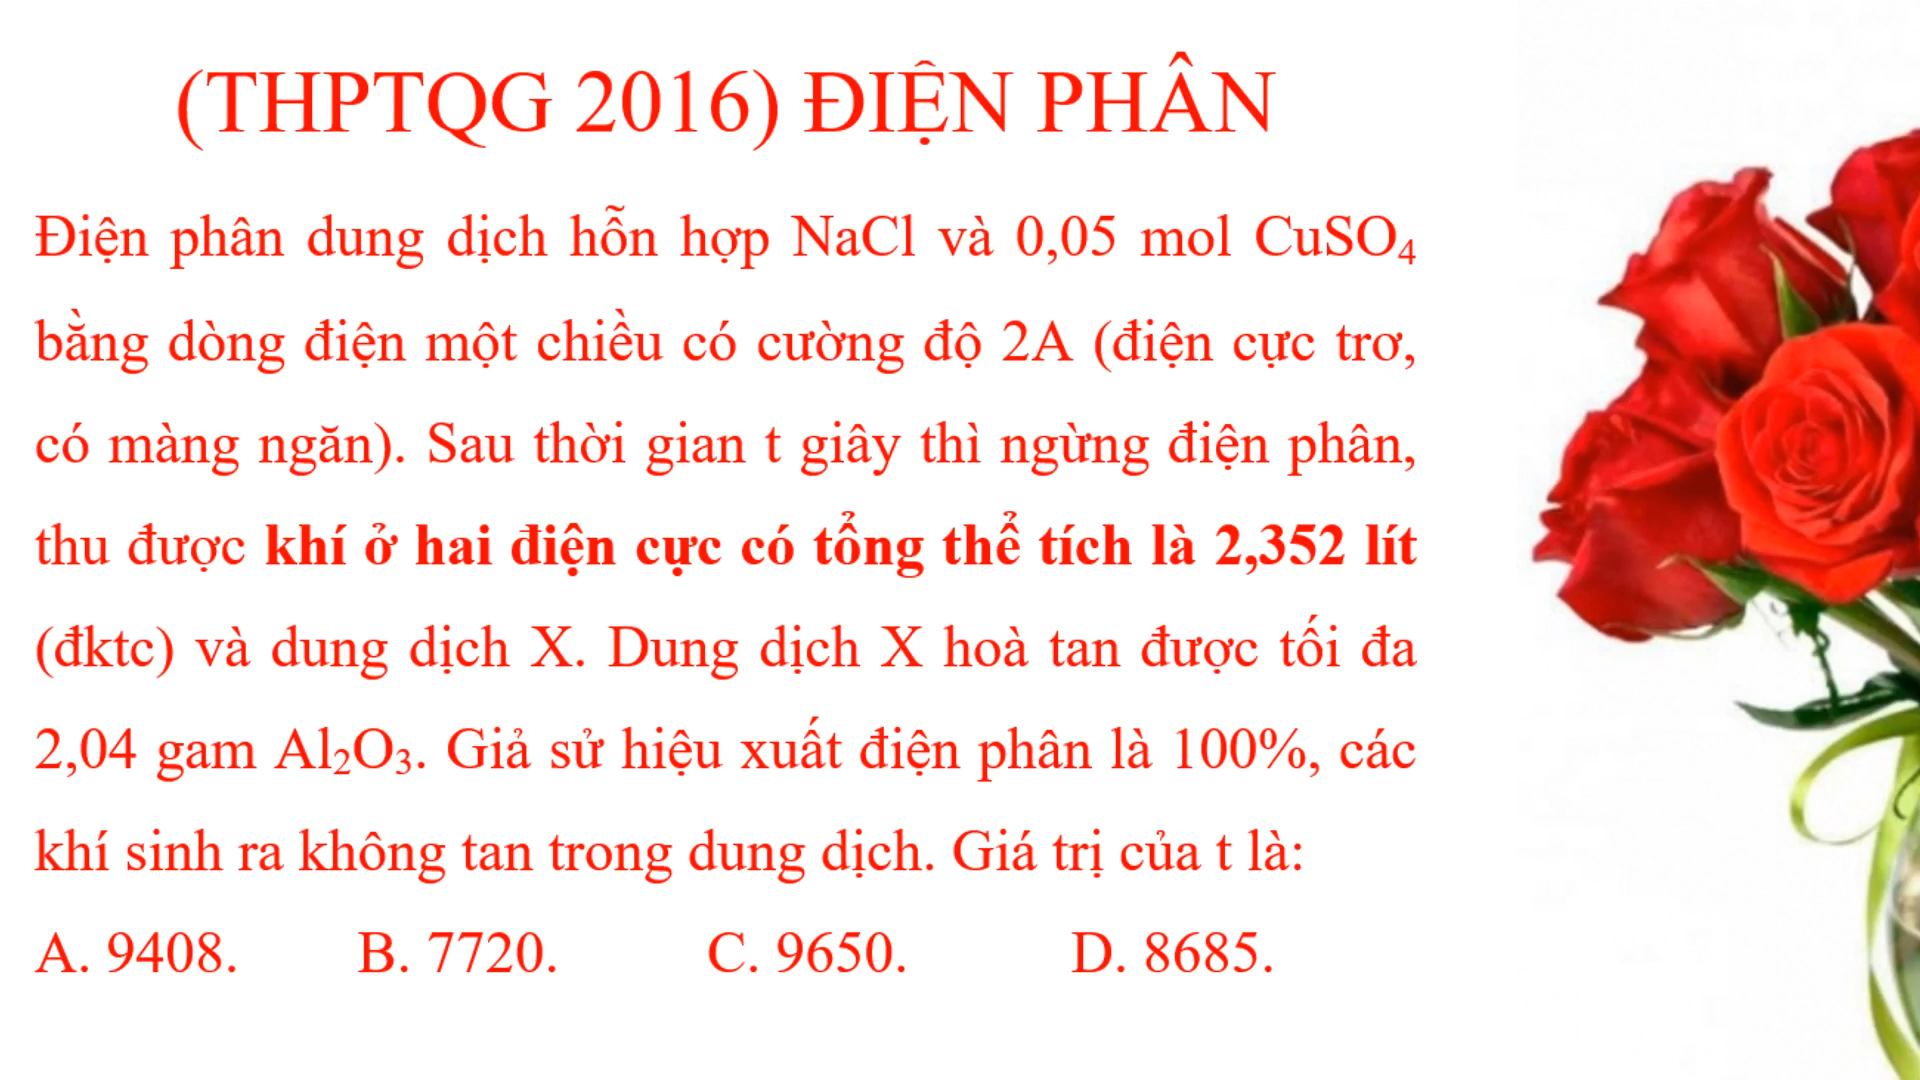 (THPTQG 2016) ĐIỆN PHÂN
Điện phân dung dịch hỗn hợp NaCl và 0,05 mol CuSO₄
bằng dòng điện một chiều có cường độ 2A (điện cực trơ,
có màng ngăn). Sau thời gian t giây thì ngừng điện phân,
thu được khí ở hai điện cực có tổng thể tích là 2,352 lít
(đktc) và dung dịch X. Dung dịch X hoà tan được tối đa
2,04 gam Al₂O₃. Giả sử hiệu xuất điện phân là 100%, các
khí sinh ra không tan trong dung dịch. Giá trị của t là:
A. 9408. B. 7720. C. 9650. D. 8685.